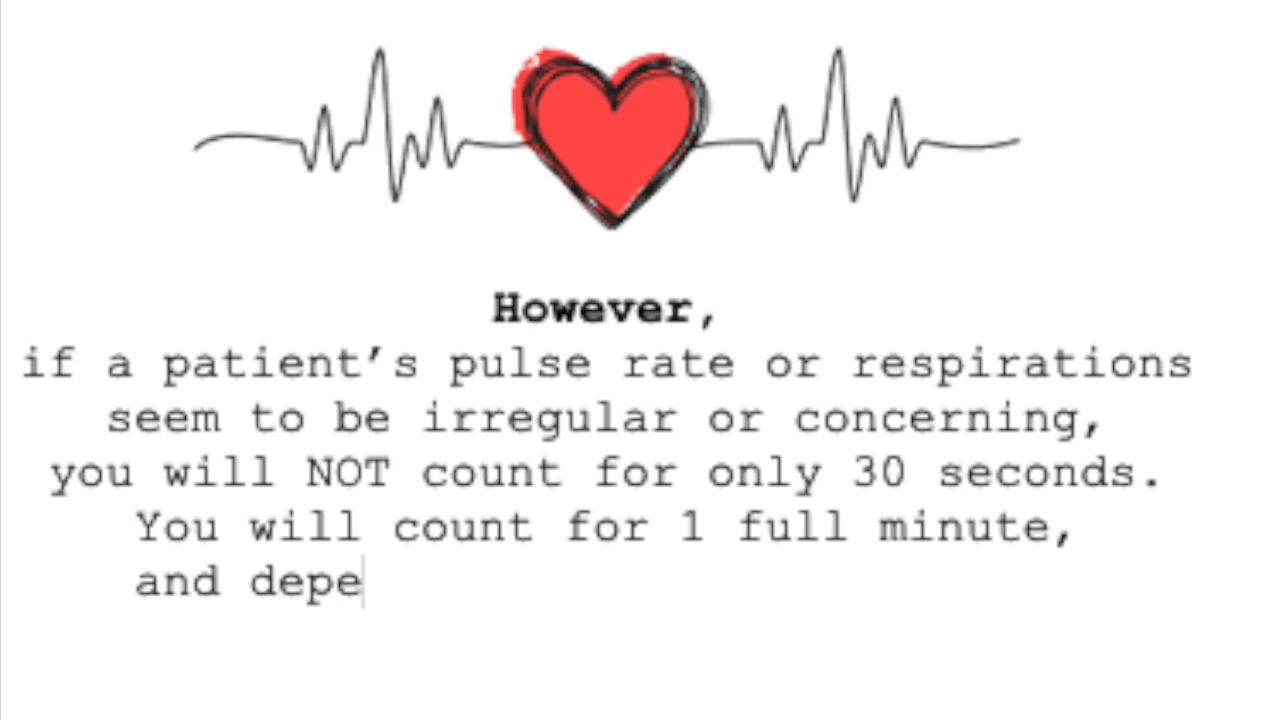 However,
if a patient’s pulse rate or respirations
seem to be irregular or concerning,
you will NOT count for only 30 seconds.
You will count for 1 full minute,
and depe